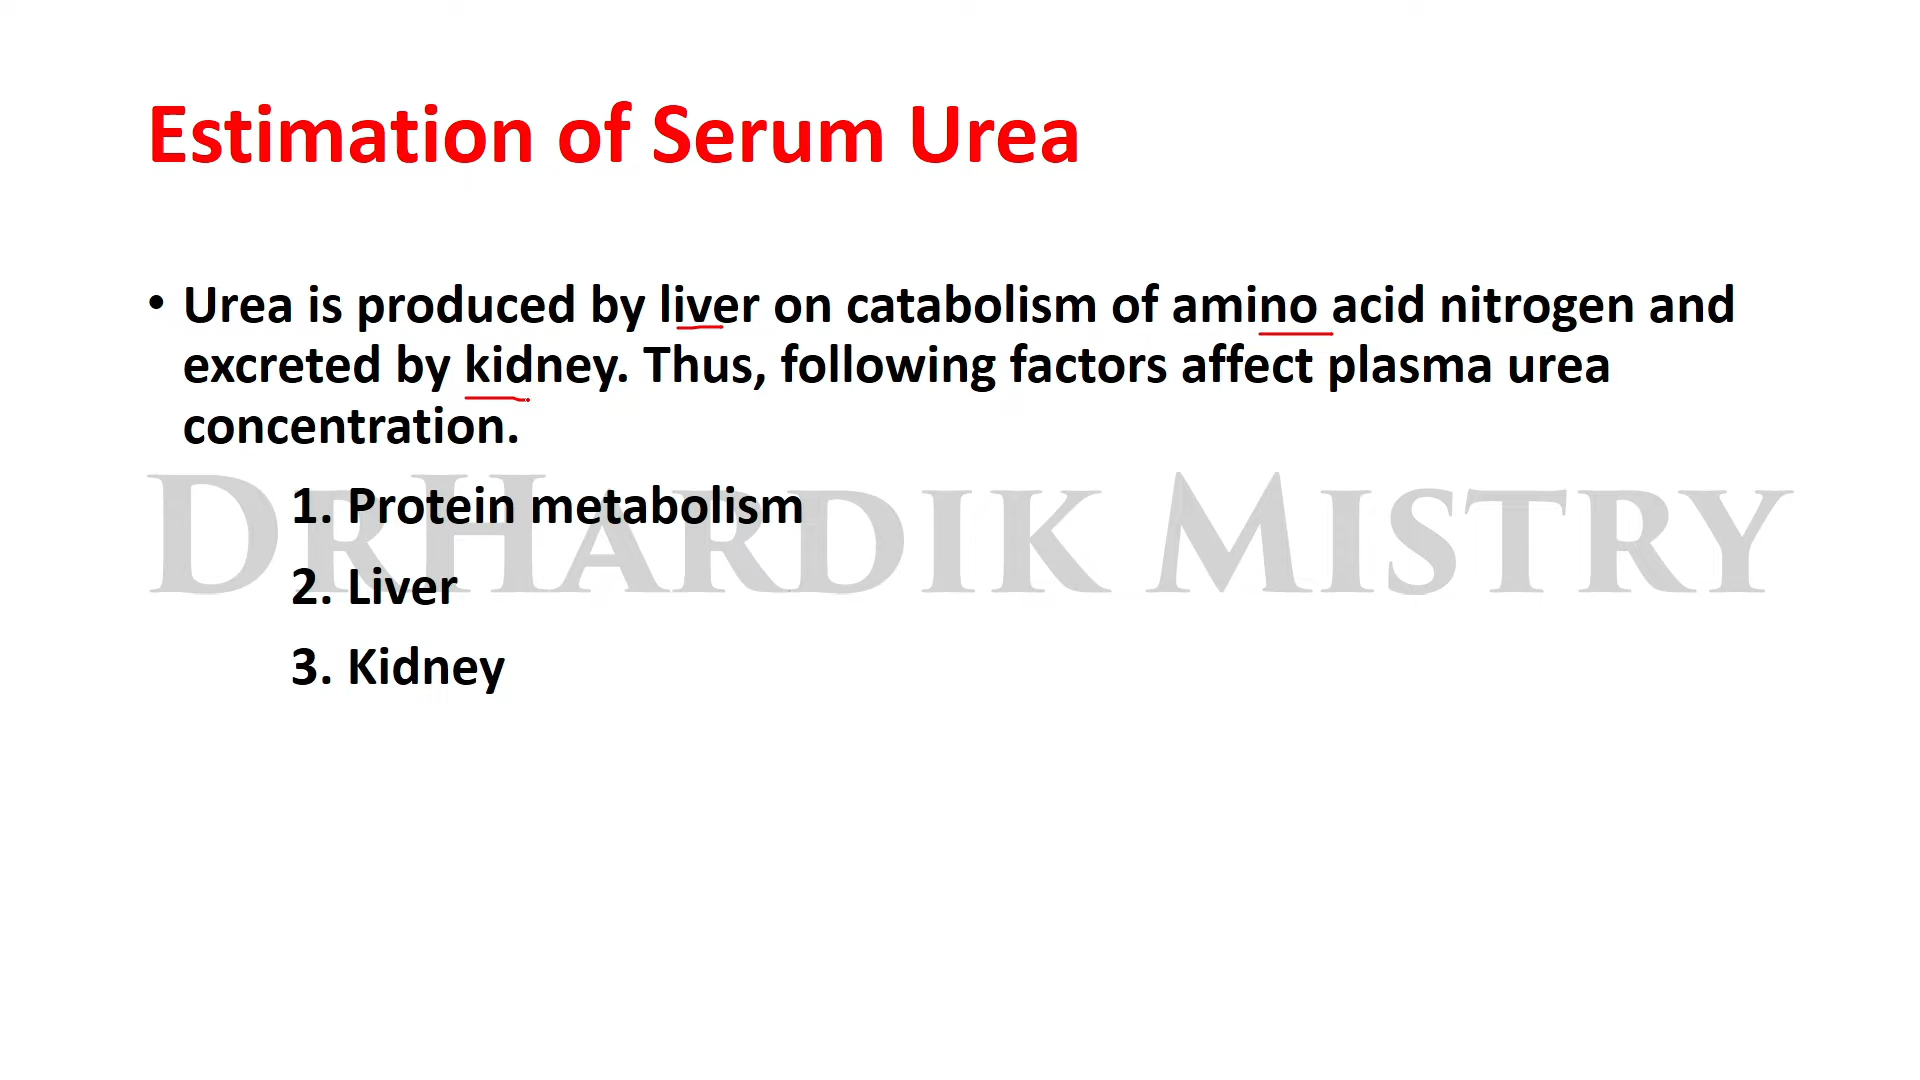 Estimation of Serum Urea
• Urea is produced by liver on catabolism of amino acid nitrogen and
excreted by kidney. Thus, following factors affect plasma urea
concentration.
DRHARDIK MISTRY
1. Protein metabolism
2. Liver
3. Kidney